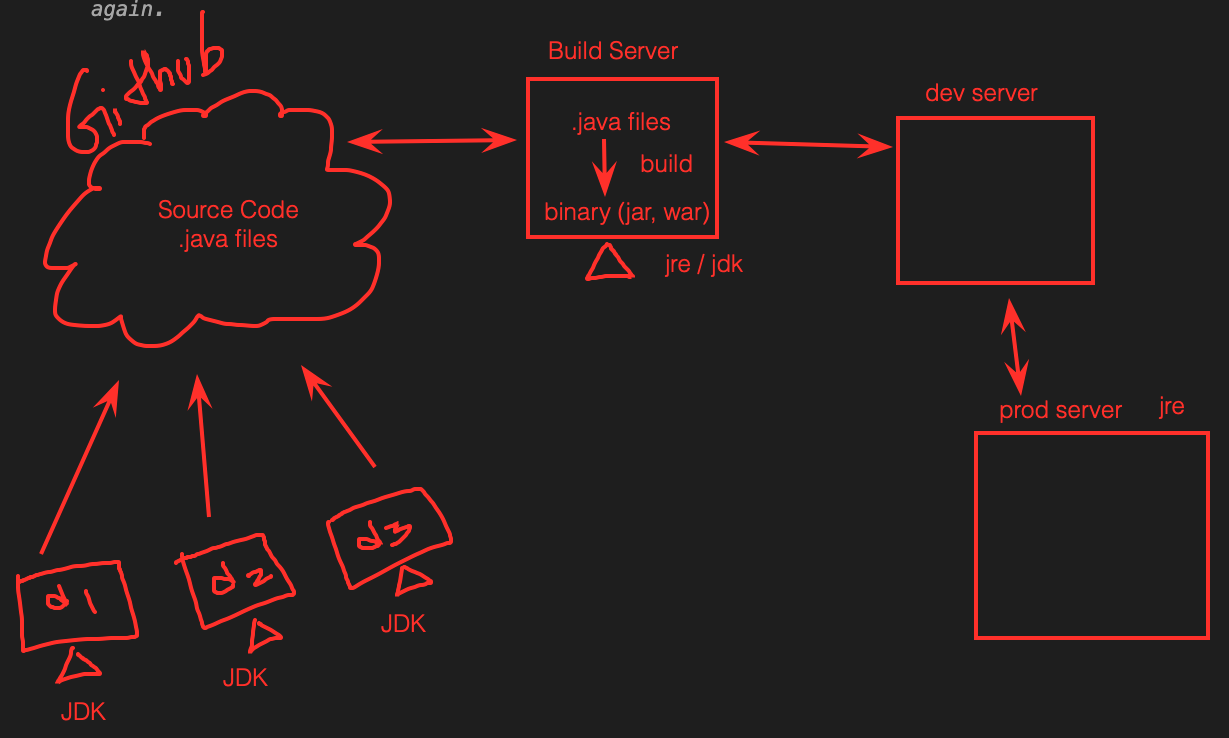 again.
Github
Build Server
dev server
.java files
build
binary (jar, war)
Source Code
.java files
jre / jdk
prod server
jre
d1
d2
d3
JDK
JDK
JDK